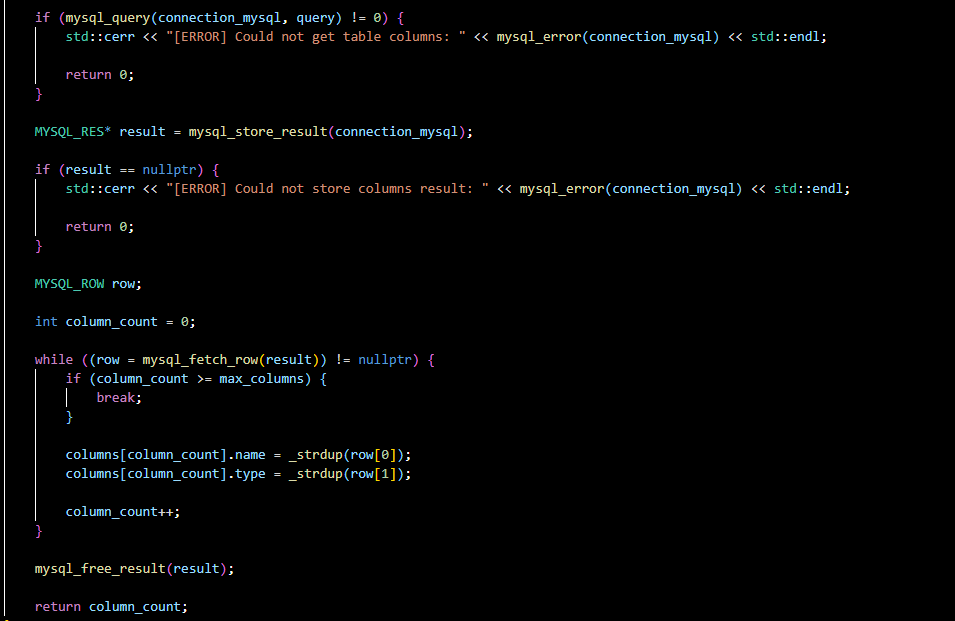 if (mysql_query(connection_mysql, query) != 0) {
std::cerr << "[ERROR] Could not get table columns: " << mysql_error(connection_mysql) << std::endl;
return 0;
}
MYSQL_RES* result = mysql_store_result(connection_mysql);
if (result == nullptr) {
std::cerr << "[ERROR] Could not store columns result: " << mysql_error(connection_mysql) << std::endl;
return 0;
}
MYSQL_ROW row;
int column_count = 0;
while ((row = mysql_fetch_row(result)) != nullptr) {
if (column_count >= max_columns) {
break;
}
columns[column_count].name = _strdup(row[0]);
columns[column_count].type = _strdup(row[1]);
column_count++;
}
mysql_free_result(result);
return column_count;